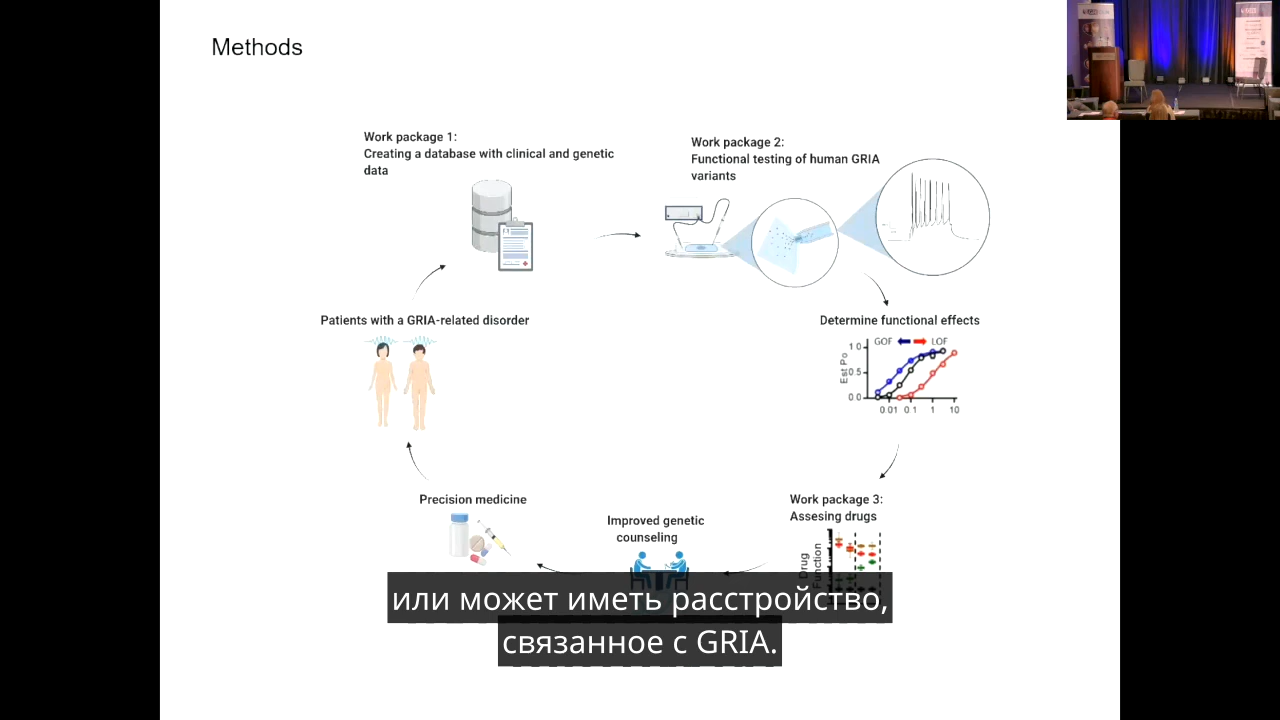 Methods
Work package 1:
Creating a database with clinical and genetic
data
Work package 2:
Functional testing of human GRIA
variants
Patients with a GRIA-related disorder
Determine functional effects
GOF LOF
Est Po
1 0
0.5
0.0
0 01 0.1 1 10
Precision medicine
Improved genetic
counseling
Work package 3:
Assesing drugs
Drug
Function
или может иметь расстройство,
связанное с GRIA.